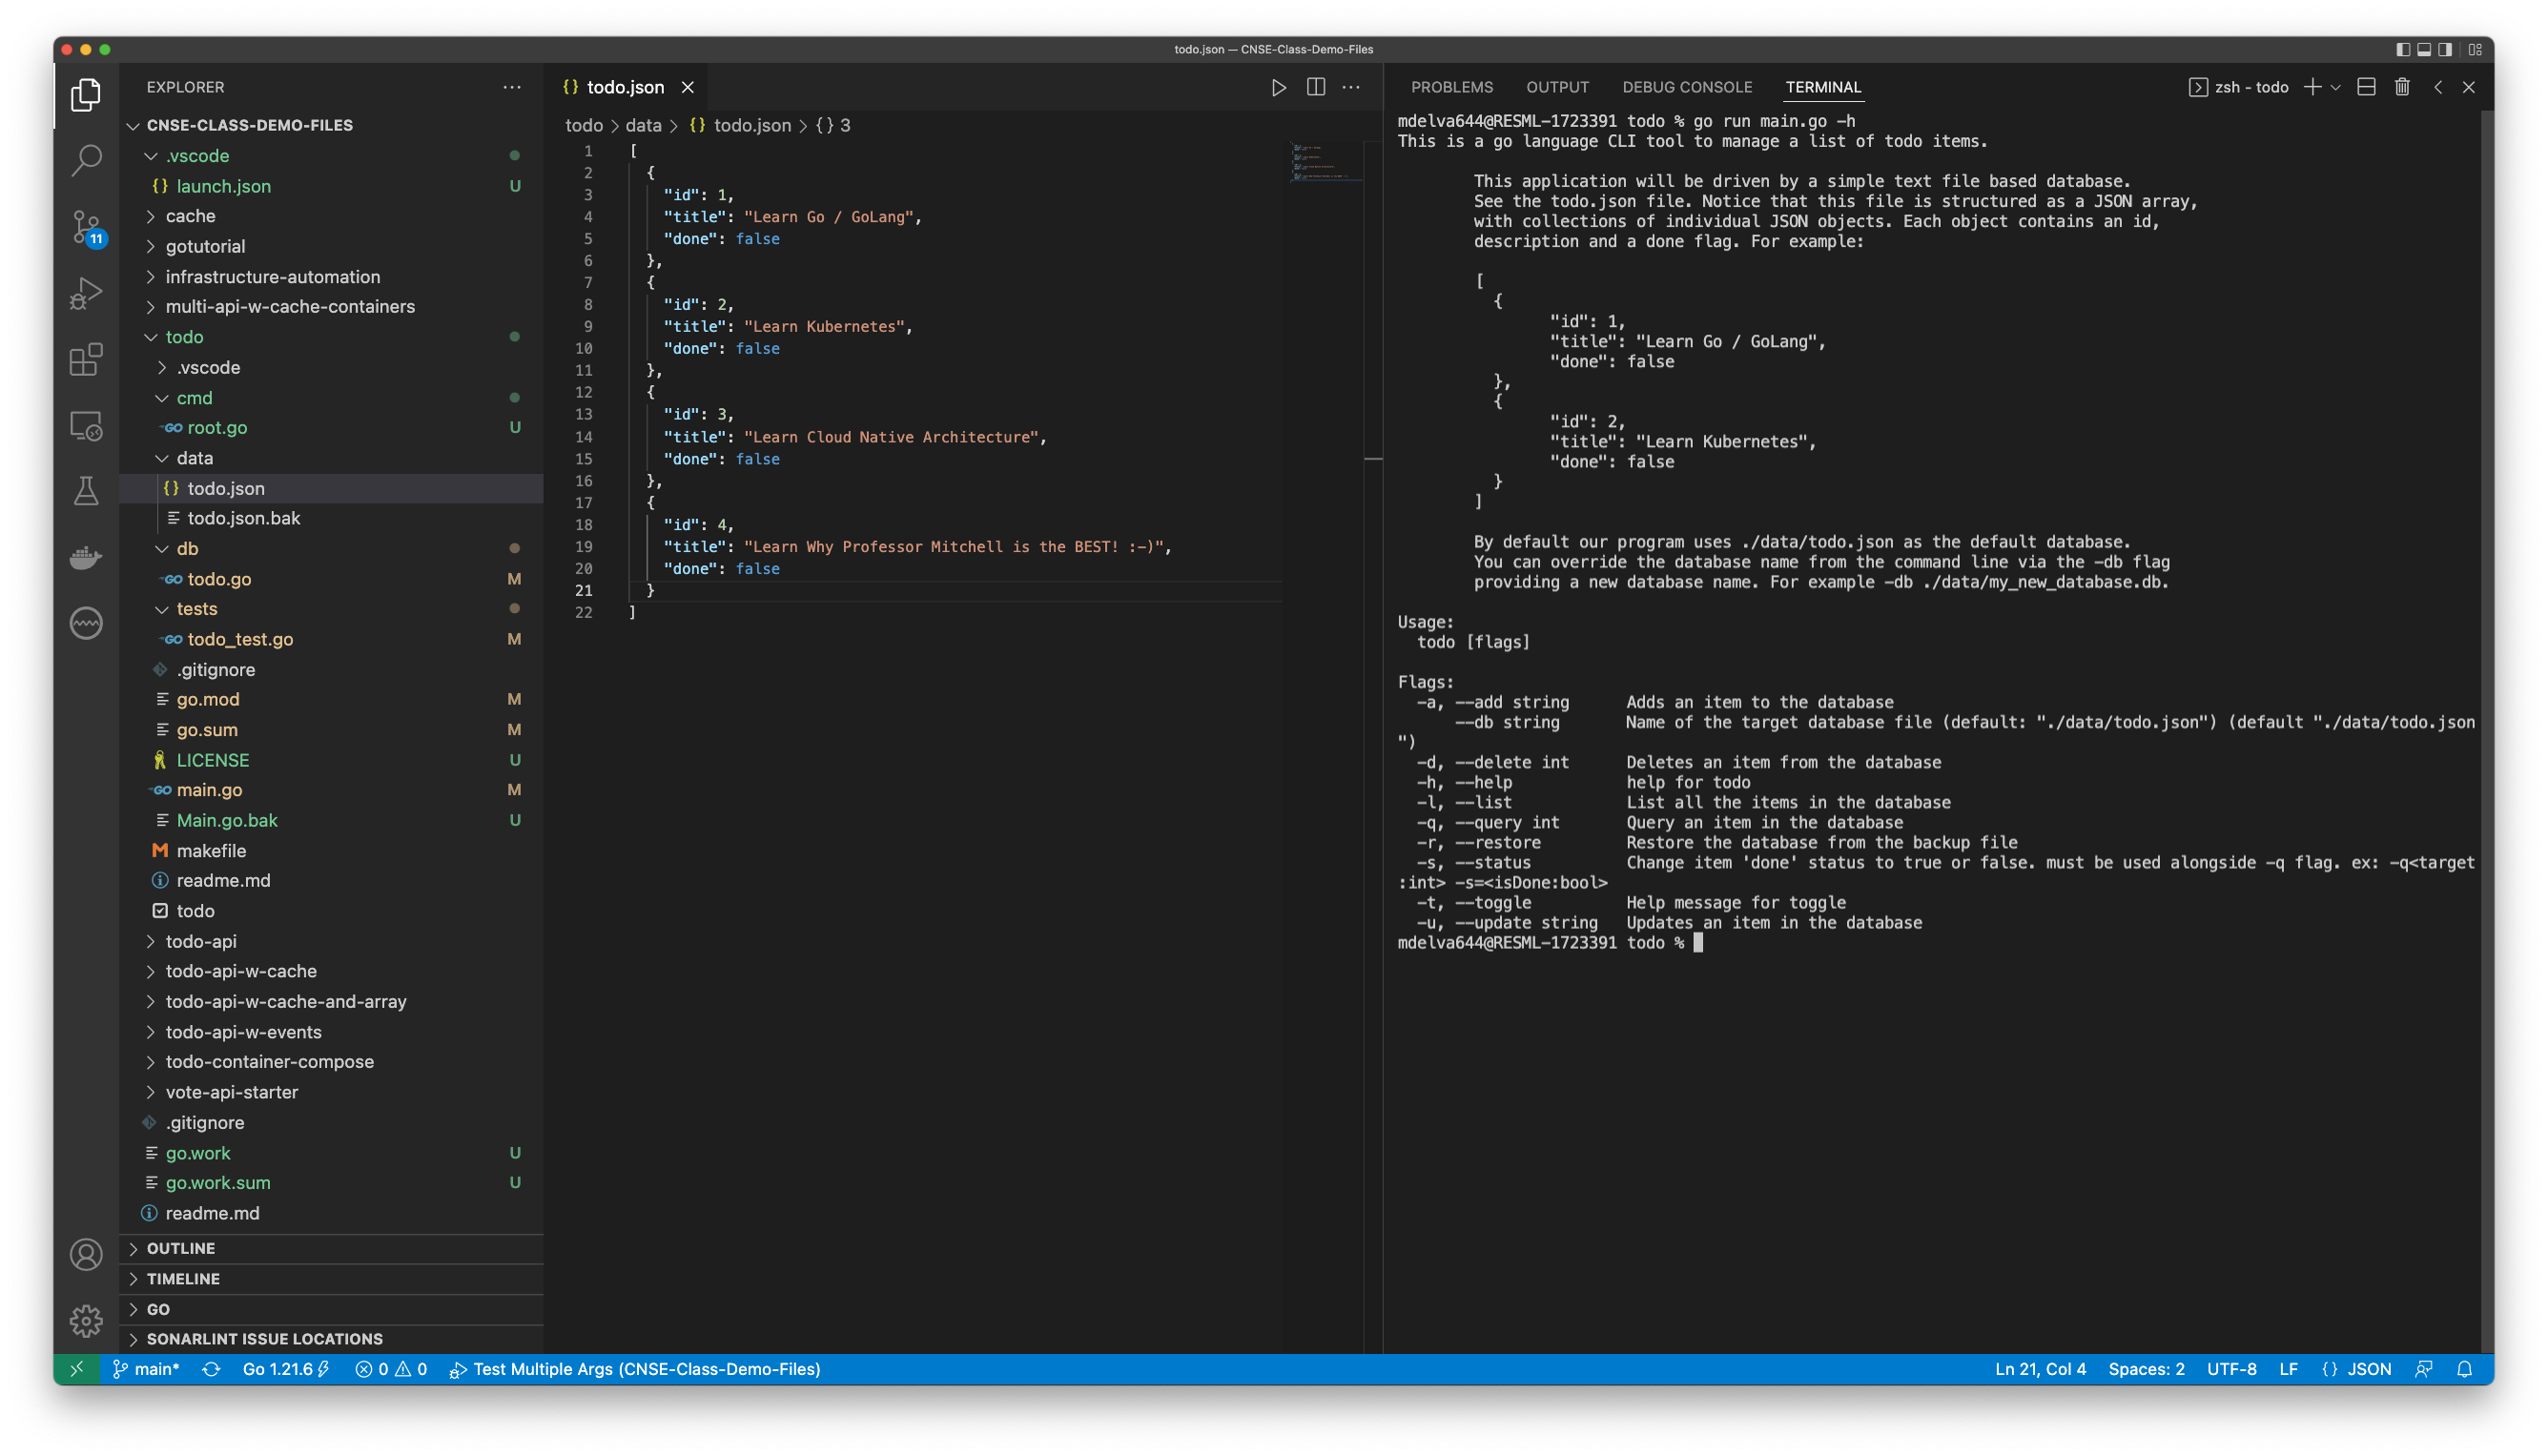 todo.json — CNSE-Class-Demo-Files
EXPLORER
CNSE-CLASS-DEMO-FILES
.vscode
{} launch.json U
cache
gotutorial
infrastructure-automation
multi-api-w-cache-containers
todo
.vscode
cmd
GO root.go U
data
{} todo.json
todo.json.bak
db
GO todo.go M
tests
GO todo_test.go M
.gitignore
go.mod M
go.sum M
LICENSE U
GO main.go M
Main.go.bak U
makefile
readme.md
todo
todo-api
todo-api-w-cache
todo-api-w-cache-and-array
todo-api-w-events
todo-container-compose
vote-api-starter
.gitignore
go.work U
go.work.sum U
readme.md
OUTLINE
TIMELINE
GO
SONARLINT ISSUE LOCATIONS
11
{} todo.json
todo > data > {} todo.json > {} 3
1 [
2 {
3 "id": 1,
4 "title": "Learn Go / GoLang",
5 "done": false
6 },
7 {
8 "id": 2,
9 "title": "Learn Kubernetes",
10 "done": false
11 },
12 {
13 "id": 3,
14 "title": "Learn Cloud Native Architecture",
15 "done": false
16 },
17 {
18 "id": 4,
19 "title": "Learn Why Professor Mitchell is the BEST! :-)",
20 "done": false
21 }
22 ]
PROBLEMS OUTPUT DEBUG CONSOLE TERMINAL
zsh - todo
mdelva644@RESML-1723391 todo % go run main.go -h
This is a go language CLI tool to manage a list of todo items.
This application will be driven by a simple text file based database.
See the todo.json file. Notice that this file is structured as a JSON array,
with collections of individual JSON objects. Each object contains an id,
description and a done flag. For example:
[
{
"id": 1,
"title": "Learn Go / GoLang",
"done": false
},
{
"id": 2,
"title": "Learn Kubernetes",
"done": false
}
]
By default our program uses ./data/todo.json as the default database.
You can override the database name from the command line via the -db flag
providing a new database name. For example -db ./data/my_new_database.db.
Usage:
todo [flags]
Flags:
-a, --add string Adds an item to the database
--db string Name of the target database file (default: "./data/todo.json") (default "./data/todo.json
")
-d, --delete int Deletes an item from the database
-h, --help help for todo
-l, --list List all the items in the database
-q, --query int Query an item in the database
-r, --restore Restore the database from the backup file
-s, --status Change item 'done' status to true or false. must be used alongside -q flag. ex: -q<target
:int> -s=<isDone:bool>
-t, --toggle Help message for toggle
-u, --update string Updates an item in the database
mdelva644@RESML-1723391 todo %
main* Go 1.21.6 0 0 Test Multiple Args (CNSE-Class-Demo-Files)
Ln 21, Col 4 Spaces: 2 UTF-8 LF {} JSON